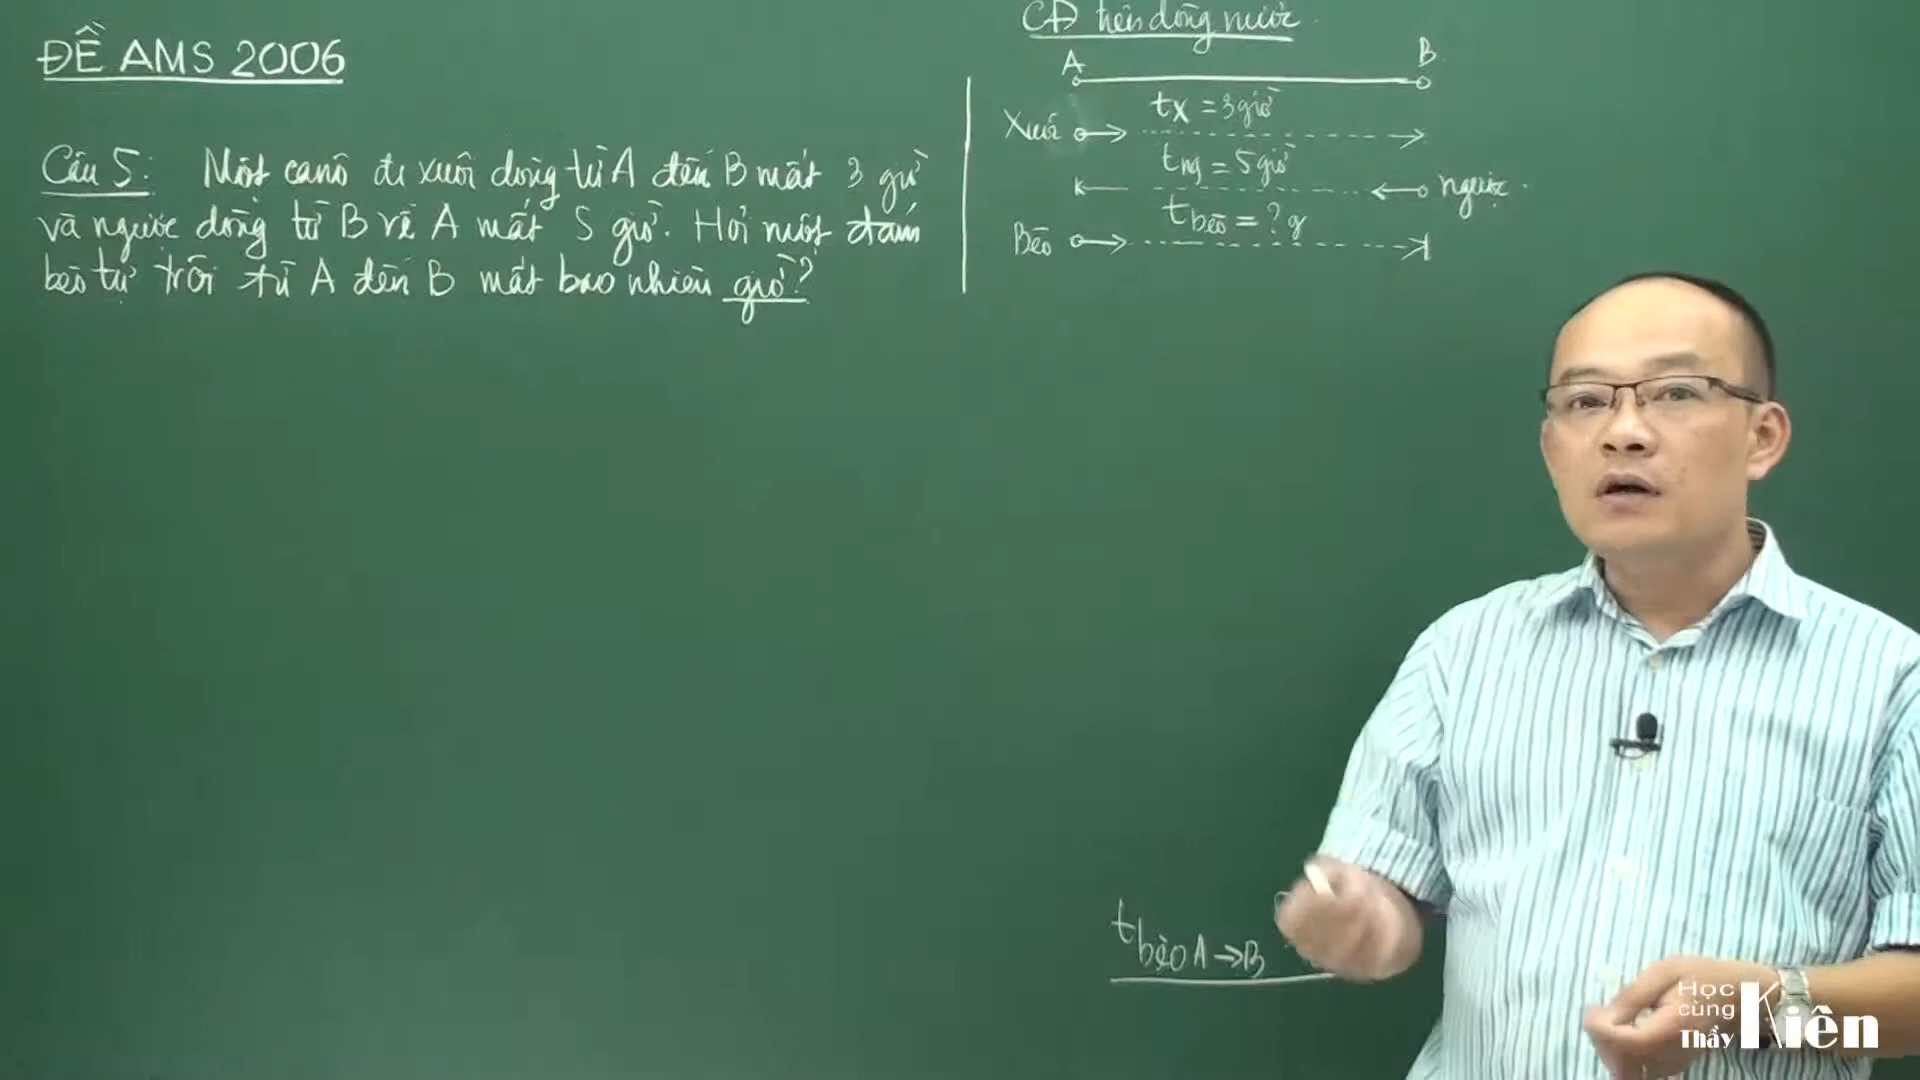 ĐỀ AMS 2006
Câu 5: Một canô đi xuôi dòng từ A đến B mất 3 giờ
và ngược dòng từ B về A mất 5 giờ. Hỏi một đám
bèo tự trôi từ A đến B mất bao nhiêu giờ?
CĐ trên dòng nước
A B
tx = 3 giờ
Xuôi
tng = 5 giờ
ngược
tbèo = ? g
Bèo
tbèo A → B
Học
cùng
Thầy Kiên